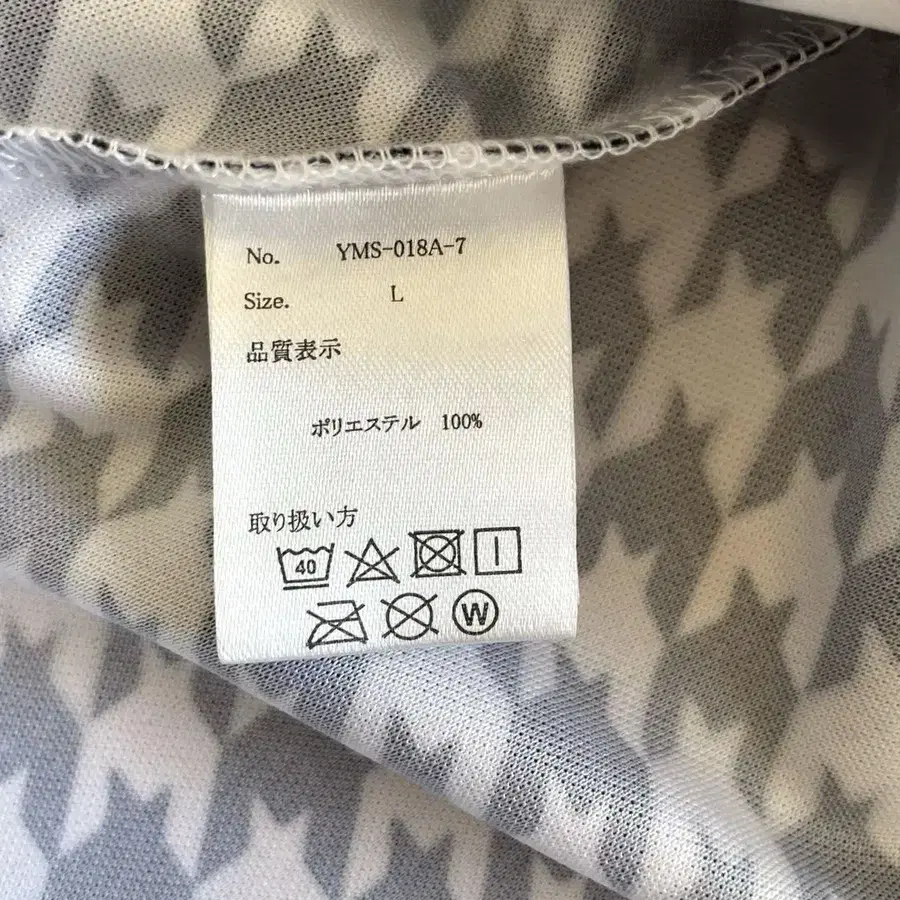 No. YMS-018A-7
Size. L
品質表示
ポリエステル 100%
取り扱い方
40
W